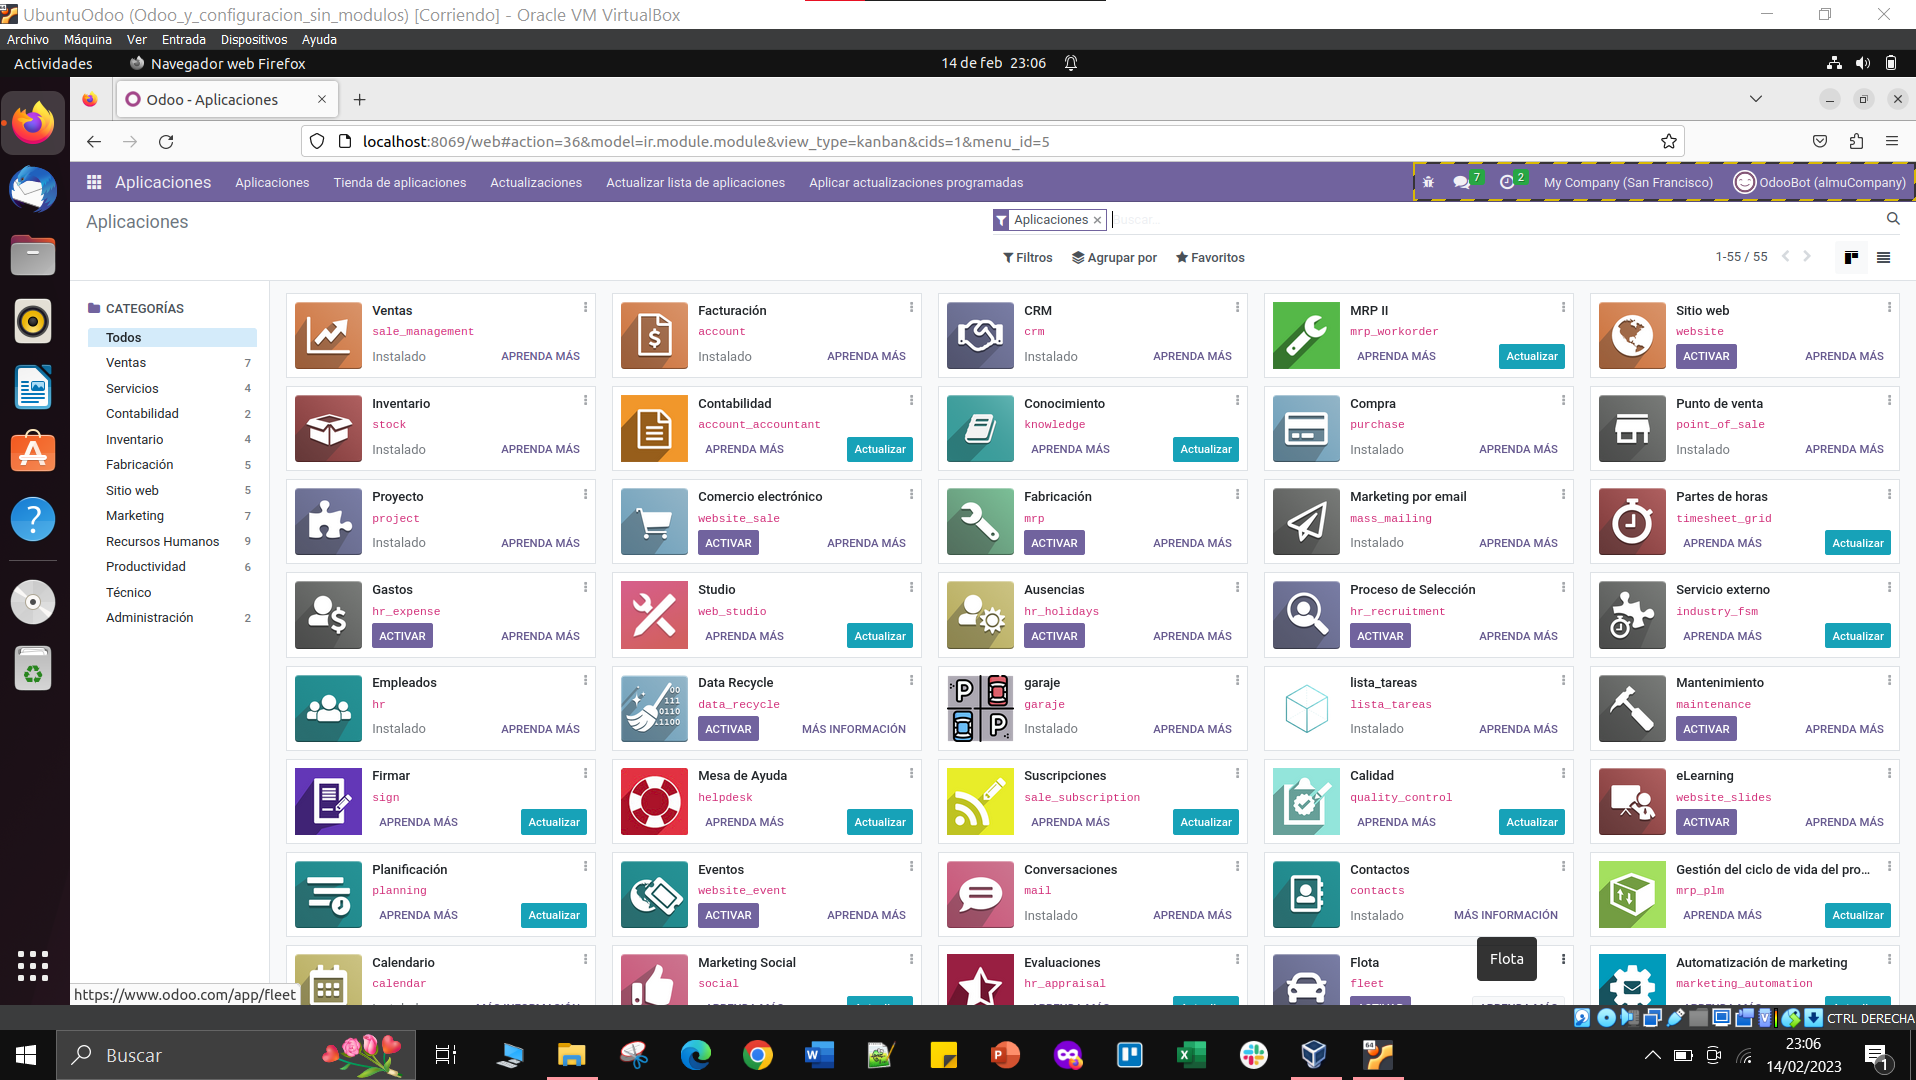 UbuntuOdoo (Odoo_y_configuracion_sin_modulos) [Corriendo] - Oracle VM VirtualBox
Archivo Máquina Ver Entrada Dispositivos Ayuda
Actividades Navegador web Firefox 14 de feb 23:06
Odoo - Aplicaciones
localhost:8069/web#action=36&model=ir.module.module&view_type=kanban&cids=1&menu_id=5
Aplicaciones Aplicaciones Tienda de aplicaciones Actualizaciones Actualizar lista de aplicaciones Aplicar actualizaciones programadas 7 2 My Company (San Francisco) OdooBot (almuCompany)
Aplicaciones Aplicaciones × Buscar...
Filtros Agrupar por Favoritos 1-55 / 55
CATEGORÍAS
Todos
Ventas 7
Servicios 4
Contabilidad 2
Inventario 4
Fabricación 5
Sitio web 5
Marketing 7
Recursos Humanos 9
Productividad 6
Técnico
Administración 2
Ventas Facturación CRM MRP II Sitio web
sale_management account crm mrp_workorder website
Instalado APRENDA MÁS Instalado APRENDA MÁS Instalado APRENDA MÁS APRENDA MÁS Actualizar ACTIVAR APRENDA MÁS
Inventario Contabilidad Conocimiento Compra Punto de venta
stock account_accountant knowledge purchase point_of_sale
Instalado APRENDA MÁS APRENDA MÁS Actualizar APRENDA MÁS Actualizar Instalado APRENDA MÁS Instalado APRENDA MÁS
Proyecto Comercio electrónico Fabricación Marketing por email Partes de horas
project website_sale mrp mass_mailing timesheet_grid
Instalado APRENDA MÁS ACTIVAR APRENDA MÁS ACTIVAR APRENDA MÁS Instalado APRENDA MÁS APRENDA MÁS Actualizar
Gastos Studio Ausencias Proceso de Selección Servicio externo
hr_expense web_studio hr_holidays hr_recruitment industry_fsm
ACTIVAR APRENDA MÁS APRENDA MÁS Actualizar ACTIVAR APRENDA MÁS ACTIVAR APRENDA MÁS APRENDA MÁS Actualizar
Empleados Data Recycle garaje lista_tareas Mantenimiento
hr data_recycle garaje lista_tareas maintenance
Instalado APRENDA MÁS ACTIVAR MÁS INFORMACIÓN Instalado APRENDA MÁS Instalado APRENDA MÁS ACTIVAR APRENDA MÁS
Firmar Mesa de Ayuda Suscripciones Calidad eLearning
sign helpdesk sale_subscription quality_control website_slides
APRENDA MÁS Actualizar APRENDA MÁS Actualizar APRENDA MÁS Actualizar APRENDA MÁS Actualizar ACTIVAR APRENDA MÁS
Planificación Eventos Conversaciones Contactos Gestión del ciclo de vida del pro...
planning website_event mail contacts mrp_plm
APRENDA MÁS Actualizar ACTIVAR APRENDA MÁS Instalado APRENDA MÁS Instalado MÁS INFORMACIÓN APRENDA MÁS Actualizar
Calendario Marketing Social Evaluaciones Flota Flota Automatización de marketing
calendar social hr_appraisal fleet marketing_automation
https://www.odoo.com/app/fleet
CTRL DERECHA
Buscar
23:06
14/02/2023
1